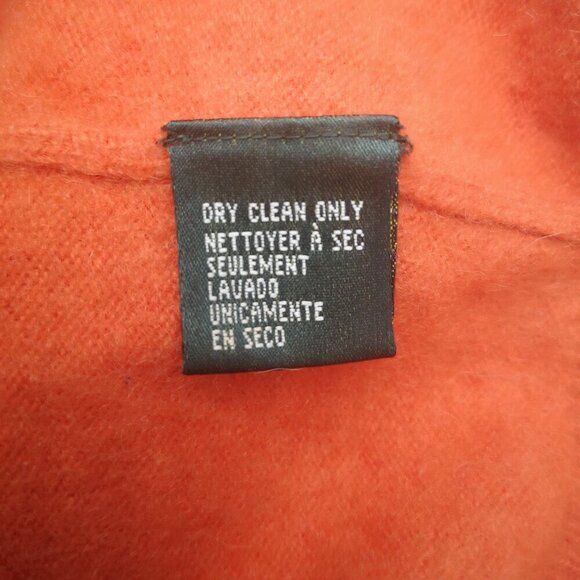 DRY CLEAN ONLY
NETTOYER À SEC
SEULEMENT
LAVADO
UNICAMENTE
EN SECO